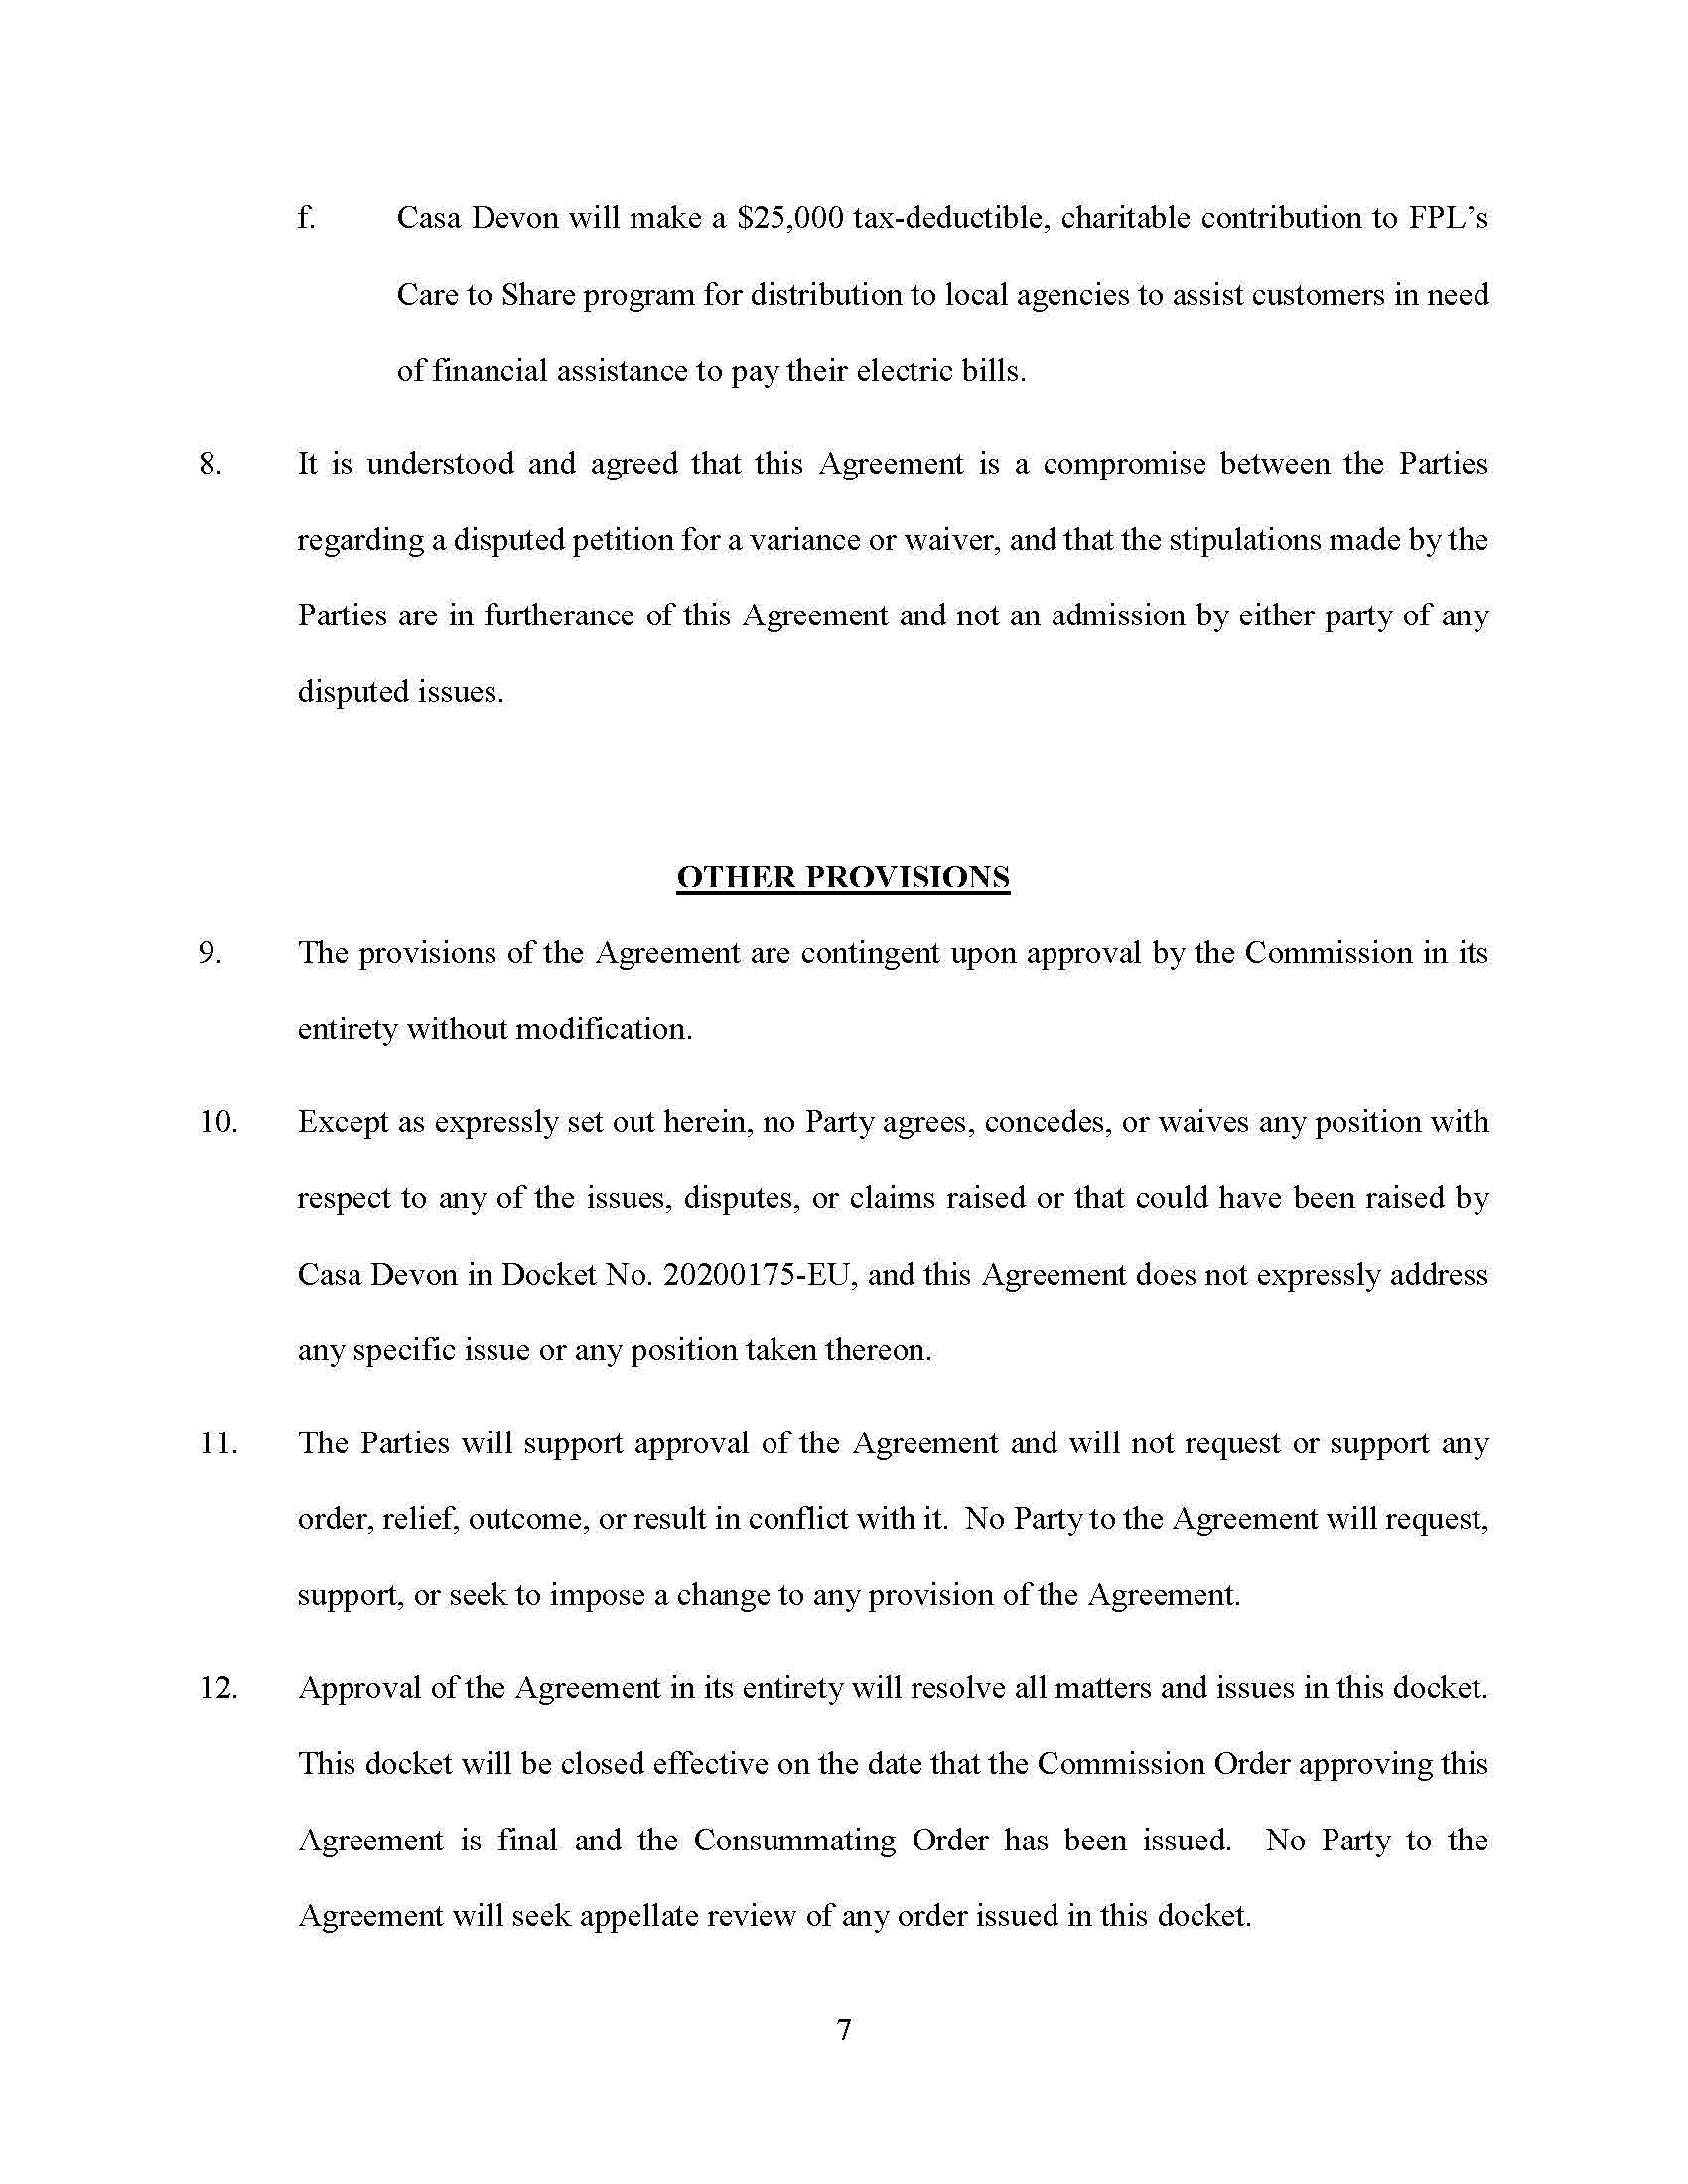 f. Casa Devon will make a $25,000 tax-deductible, charitable contribution to FPL’s
Care to Share program for distribution to local agencies to assist customers in need
of financial assistance to pay their electric bills.
8. It is understood and agreed that this Agreement is a compromise between the Parties
regarding a disputed petition for a variance or waiver, and that the stipulations made by the
Parties are in furtherance of this Agreement and not an admission by either party of any
disputed issues.
OTHER PROVISIONS
9. The provisions of the Agreement are contingent upon approval by the Commission in its
entirety without modification.
10. Except as expressly set out herein, no Party agrees, concedes, or waives any position with
respect to any of the issues, disputes, or claims raised or that could have been raised by
Casa Devon in Docket No. 20200175-EU, and this Agreement does not expressly address
any specific issue or any position taken thereon.
11. The Parties will support approval of the Agreement and will not request or support any
order, relief, outcome, or result in conflict with it. No Party to the Agreement will request,
support, or seek to impose a change to any provision of the Agreement.
12. Approval of the Agreement in its entirety will resolve all matters and issues in this docket.
This docket will be closed effective on the date that the Commission Order approving this
Agreement is final and the Consummating Order has been issued. No Party to the
Agreement will seek appellate review of any order issued in this docket.
7